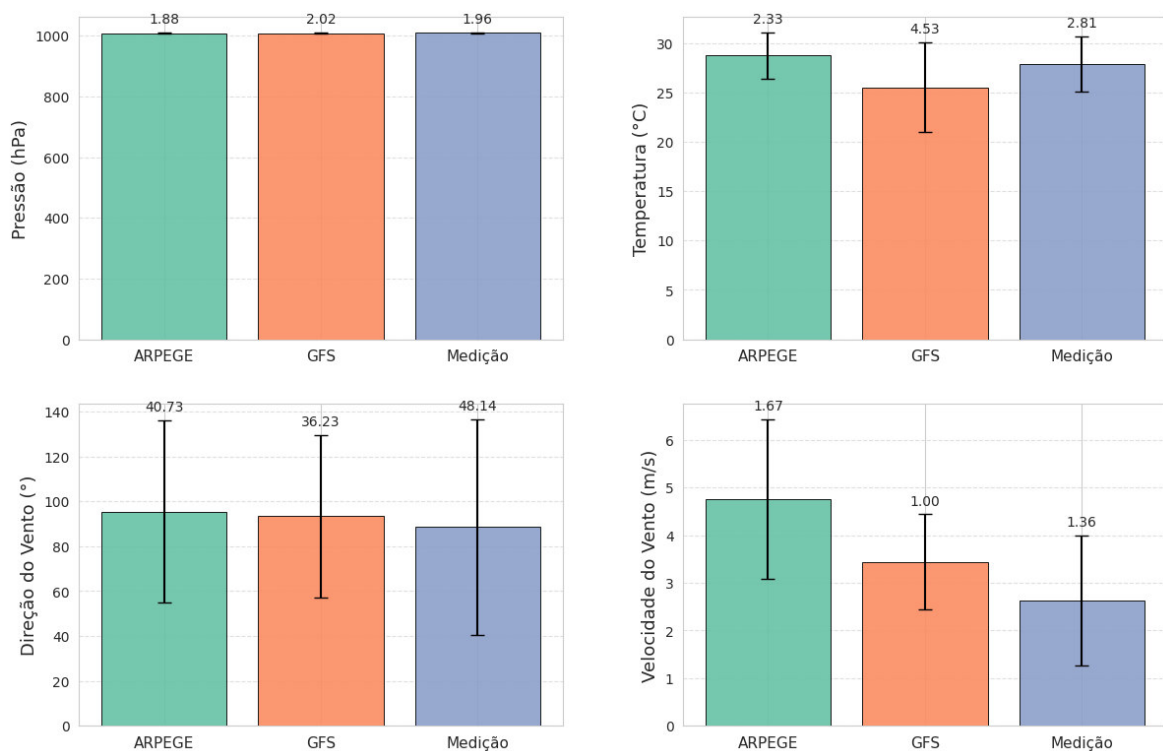 1.88 2.02 1.96
Pressão (hPa)
1000
800
600
400
200
0
ARPEGE GFS Medição
2.33 4.53 2.81
Temperatura (°C)
30
25
20
15
10
5
0
ARPEGE GFS Medição
40.73 36.23 48.14
Direção do Vento (°)
140
120
100
80
60
40
20
0
ARPEGE GFS Medição
1.67 1.00 1.36
Velocidade do Vento (m/s)
6
5
4
3
2
1
0
ARPEGE GFS Medição